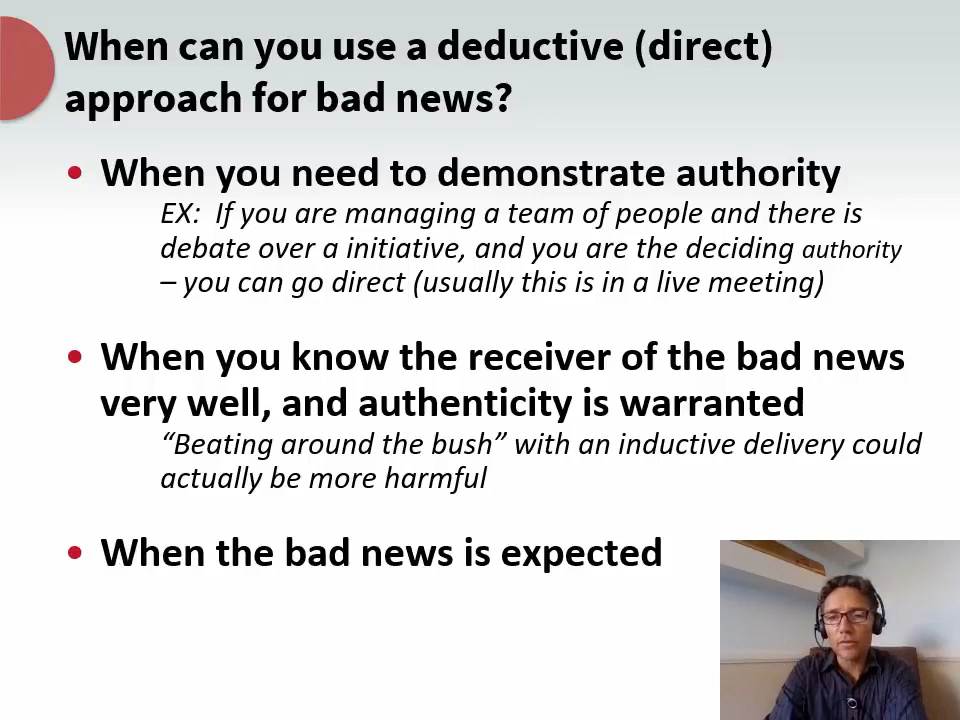 When can you use a deductive (direct)
approach for bad news?
• When you need to demonstrate authority
EX:  If you are managing a team of people and there is
debate over a initiative, and you are the deciding authority
– you can go direct (usually this is in a live meeting)
• When you know the receiver of the bad news
very well, and authenticity is warranted
“Beating around the bush” with an inductive delivery could
actually be more harmful
• When the bad news is expected